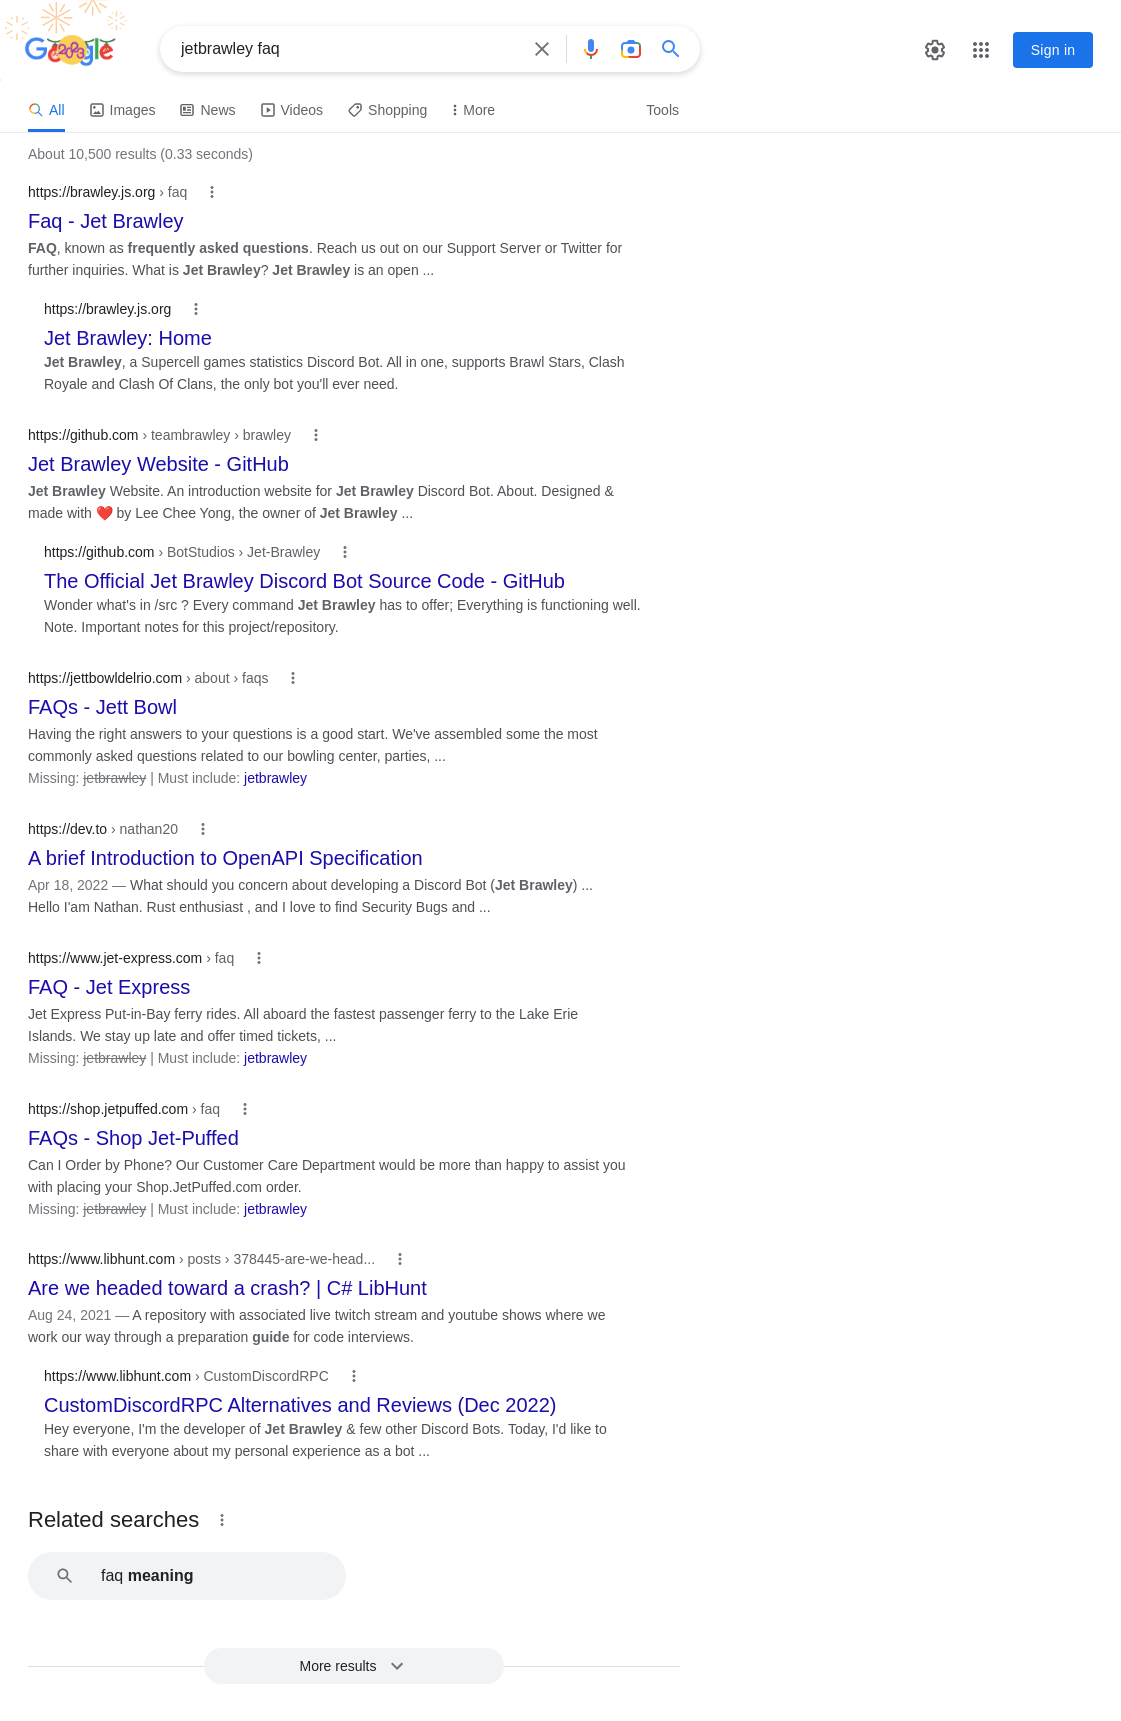 Google
jetbrawley faq
Sign in
All
Images
News
Videos
Shopping
More
Tools
About 10,500 results (0.33 seconds)
https://brawley.js.org › faq
Faq - Jet Brawley
FAQ, known as frequently asked questions. Reach us out on our Support Server or Twitter for
further inquiries. What is Jet Brawley? Jet Brawley is an open ...
https://brawley.js.org
Jet Brawley: Home
Jet Brawley, a Supercell games statistics Discord Bot. All in one, supports Brawl Stars, Clash
Royale and Clash Of Clans, the only bot you'll ever need.
https://github.com › teambrawley › brawley
Jet Brawley Website - GitHub
Jet Brawley Website. An introduction website for Jet Brawley Discord Bot. About. Designed &
made with ❤️ by Lee Chee Yong, the owner of Jet Brawley ...
https://github.com › BotStudios › Jet-Brawley
The Official Jet Brawley Discord Bot Source Code - GitHub
Wonder what's in /src ? Every command Jet Brawley has to offer; Everything is functioning well.
Note. Important notes for this project/repository.
https://jettbowldelrio.com › about › faqs
FAQs - Jett Bowl
Having the right answers to your questions is a good start. We've assembled some the most
commonly asked questions related to our bowling center, parties, ...
Missing: jetbrawley | Must include: jetbrawley
https://dev.to › nathan20
A brief Introduction to OpenAPI Specification
Apr 18, 2022 — What should you concern about developing a Discord Bot (Jet Brawley) ...
Hello I'am Nathan. Rust enthusiast , and I love to find Security Bugs and ...
https://www.jet-express.com › faq
FAQ - Jet Express
Jet Express Put-in-Bay ferry rides. All aboard the fastest passenger ferry to the Lake Erie
Islands. We stay up late and offer timed tickets, ...
Missing: jetbrawley | Must include: jetbrawley
https://shop.jetpuffed.com › faq
FAQs - Shop Jet-Puffed
Can I Order by Phone? Our Customer Care Department would be more than happy to assist you
with placing your Shop.JetPuffed.com order.
Missing: jetbrawley | Must include: jetbrawley
https://www.libhunt.com › posts › 378445-are-we-head...
Are we headed toward a crash? | C# LibHunt
Aug 24, 2021 — A repository with associated live twitch stream and youtube shows where we
work our way through a preparation guide for code interviews.
https://www.libhunt.com › CustomDiscordRPC
CustomDiscordRPC Alternatives and Reviews (Dec 2022)
Hey everyone, I'm the developer of Jet Brawley & few other Discord Bots. Today, I'd like to
share with everyone about my personal experience as a bot ...
Related searches
faq meaning
More results